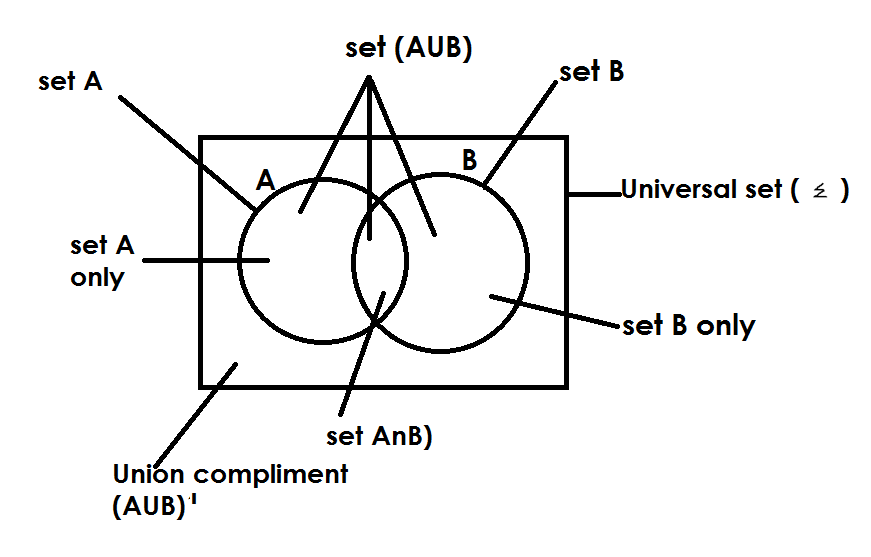 set (AUB)
set A
set B
B
A
Universal set ( ≤ )
set A
only
set B only
set AnB)
Union compliment
(AUB)'